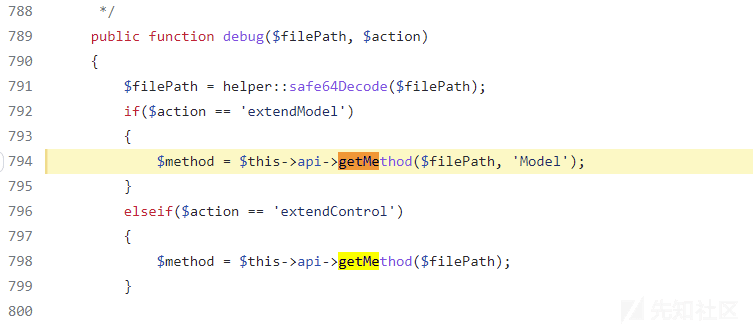 788 */
789 public function debug($filePath, $action)
790 {
791 $filePath = helper::safe64Decode($filePath);
792 if($action == 'extendModel')
793 {
794 $method = $this->api->getMethod($filePath, 'Model');
795 }
796 elseif($action == 'extendControl')
797 {
798 $method = $this->api->getMethod($filePath);
799 }
800
先知社区